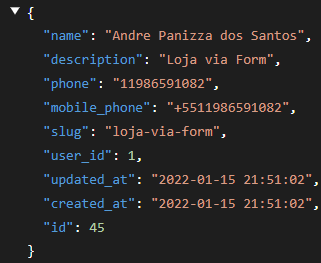 {
"name": "Andre Panizza dos Santos",
"description": "Loja via Form",
"phone": "11986591082",
"mobile_phone": "+5511986591082",
"slug": "loja-via-form",
"user_id": 1,
"updated_at": "2022-01-15 21:51:02",
"created_at": "2022-01-15 21:51:02",
"id": 45
}